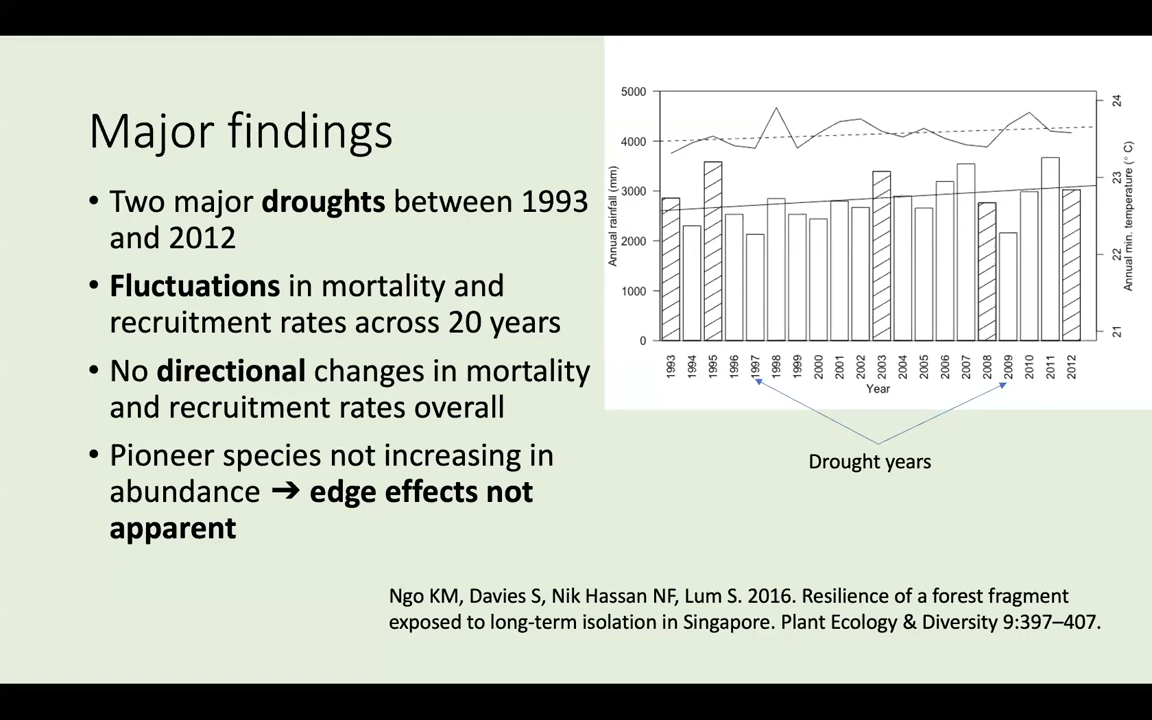 Major findings
• Two major droughts between 1993
and 2012
• Fluctuations in mortality and
recruitment rates across 20 years
• No directional changes in mortality
and recruitment rates overall
• Pioneer species not increasing in
abundance ➔ edge effects not
apparent
Annual rainfall (mm)
5000
4000
3000
2000
1000
0
24
23
22
21
Annual min. temperature (° C)
1993 1994 1995 1996 1997 1998 1999 2000 2001 2002 2003 2004 2005 2006 2007 2008 2009 2010 2011 2012
Year
Drought years
Ngo KM, Davies S, Nik Hassan NF, Lum S. 2016. Resilience of a forest fragment
exposed to long-term isolation in Singapore. Plant Ecology & Diversity 9:397–407.